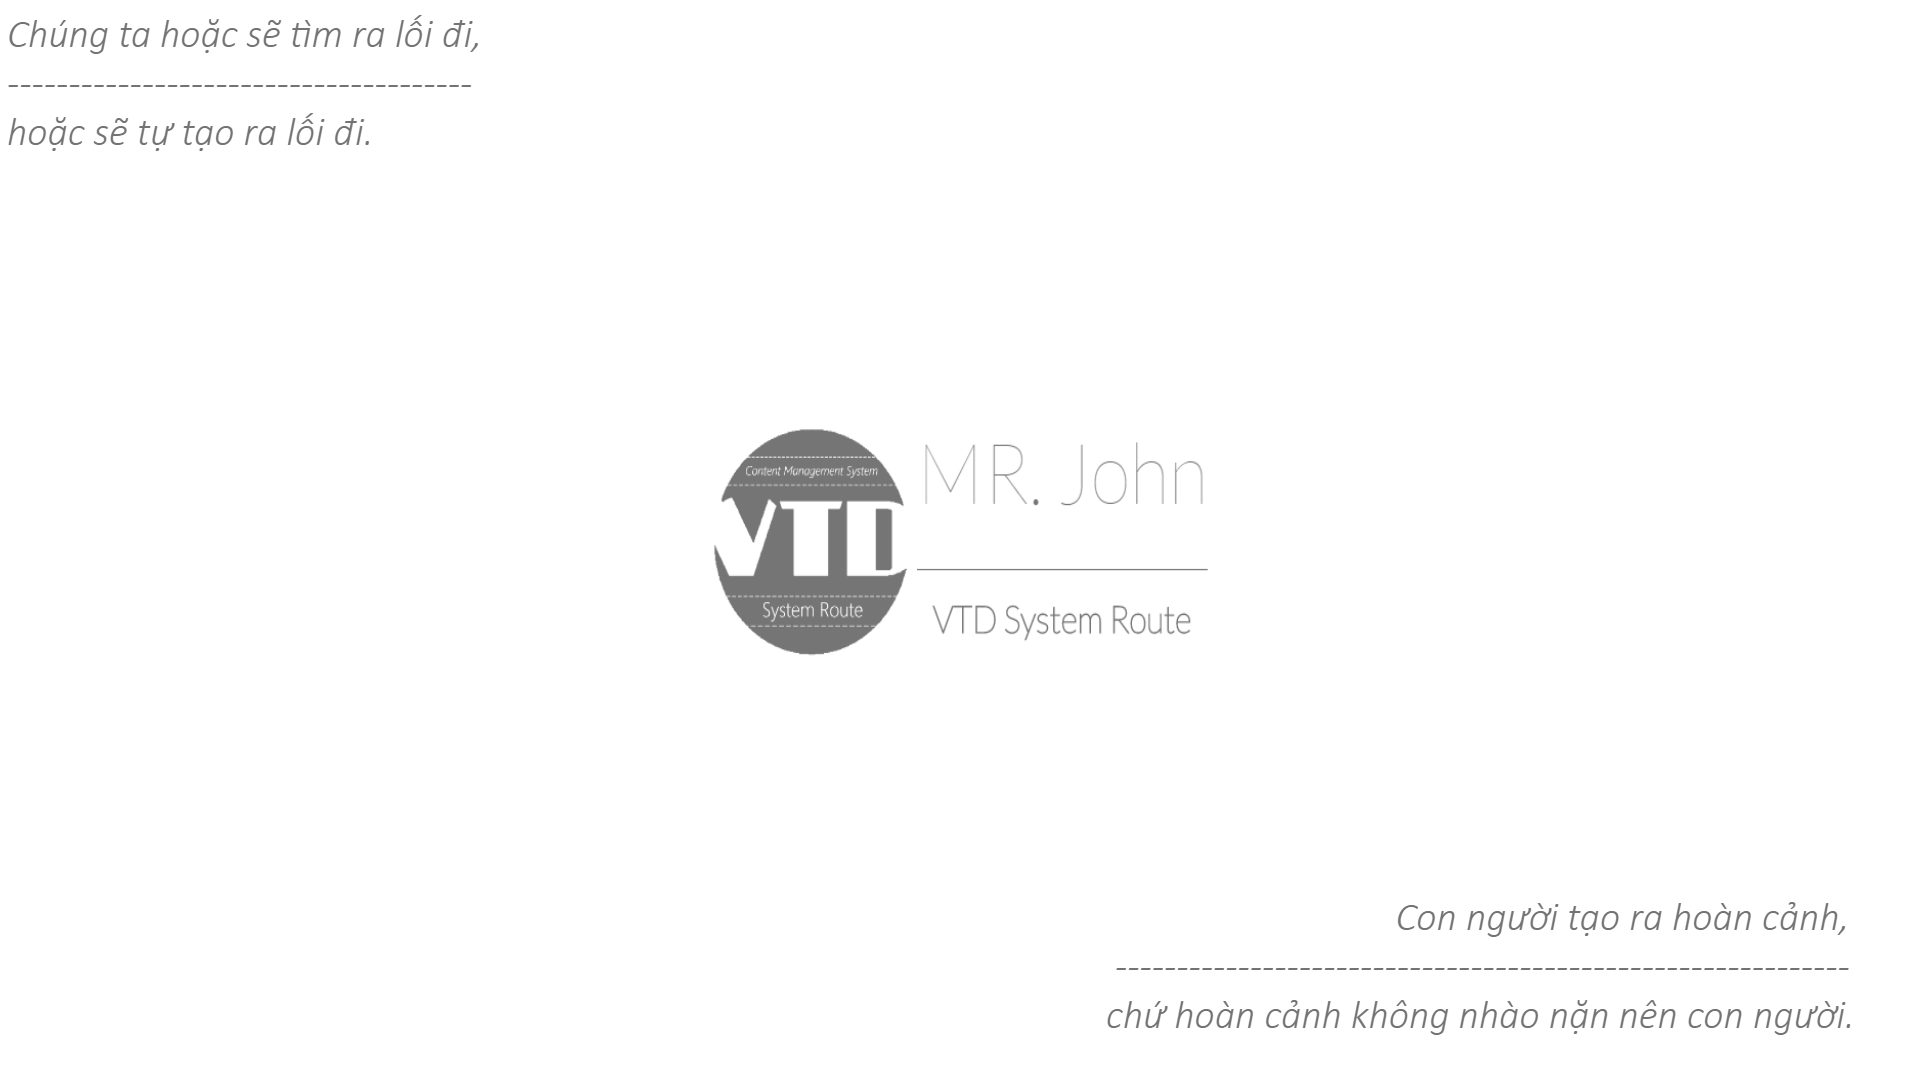 Chúng ta hoặc sẽ tìm ra lối đi,
--------------------------------------
hoặc sẽ tự tạo ra lối đi.
Content Management System
VTD
System Route
MR. John
VTD System Route
Con người tạo ra hoàn cảnh,
------------------------------------------------------------
chứ hoàn cảnh không nhào nặn nên con người.